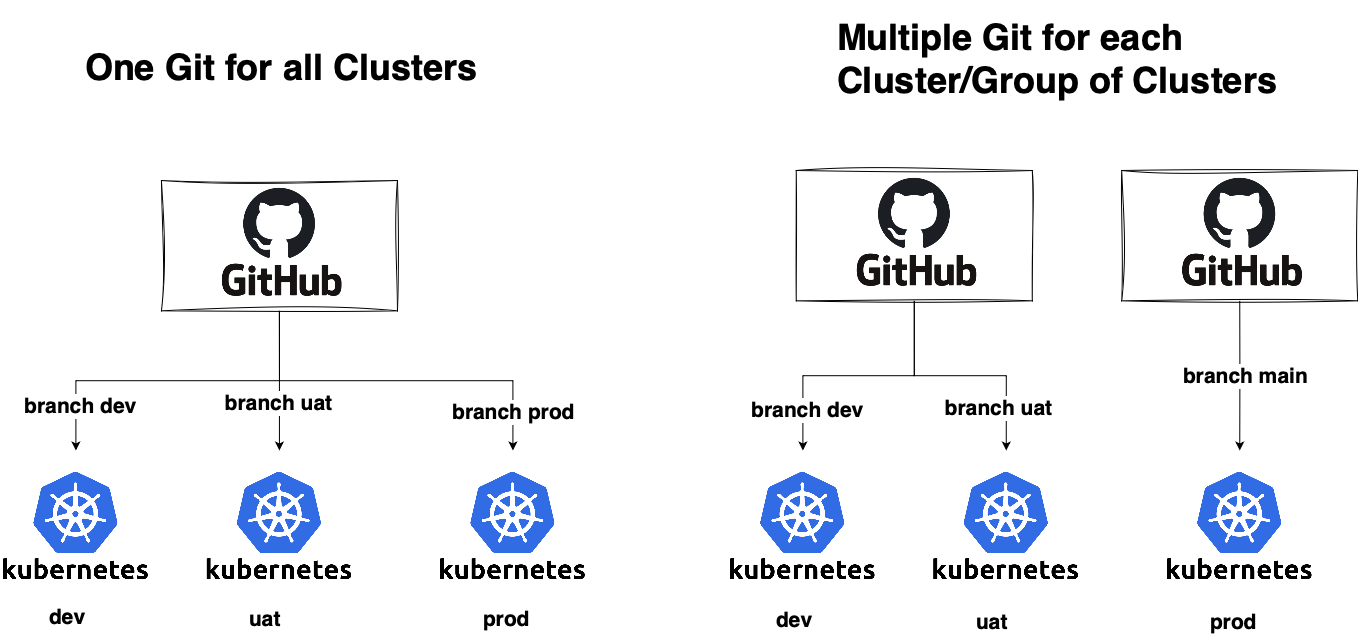 One Git for all Clusters
GitHub
branch dev
branch uat
branch prod
kubernetes
kubernetes
kubernetes
dev
uat
prod
Multiple Git for each
Cluster/Group of Clusters
GitHub
GitHub
branch dev
branch uat
branch main
kubernetes
kubernetes
kubernetes
dev
uat
prod